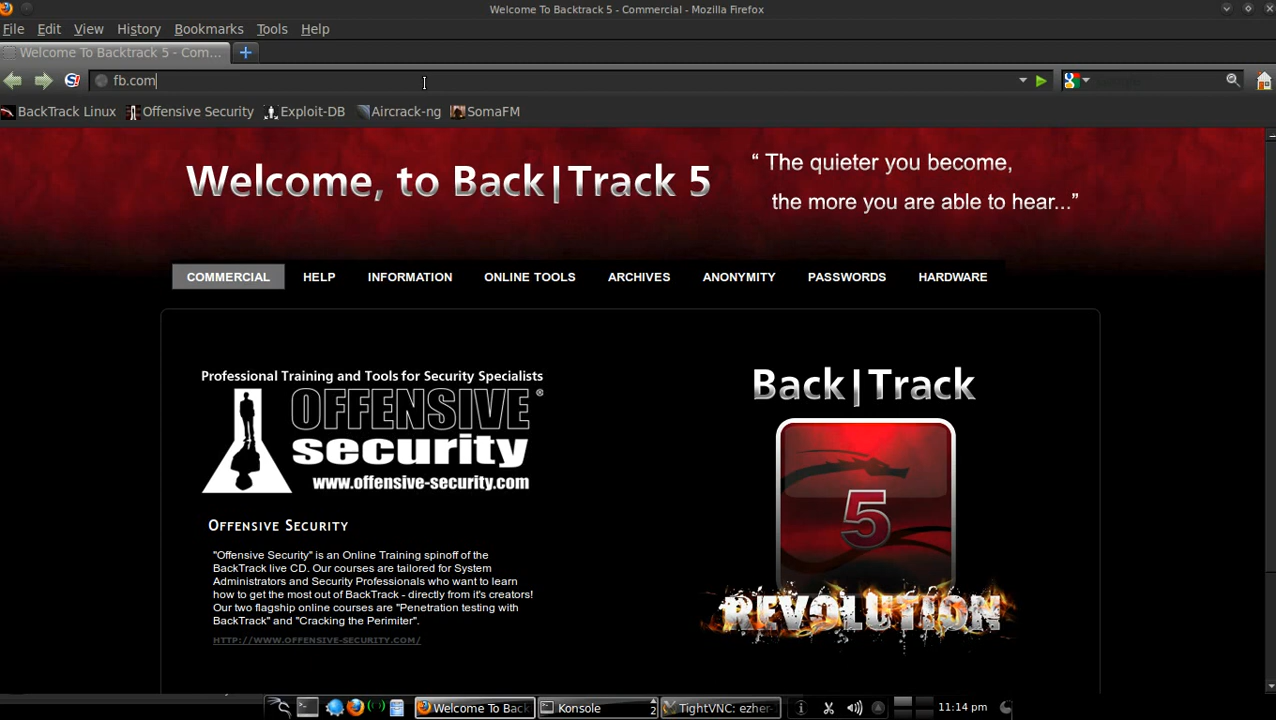 Welcome To Backtrack 5 - Commercial - Mozilla Firefox
File Edit View History Bookmarks Tools Help
Welcome To Backtrack 5 - Com...
fb.com
BackTrack Linux Offensive Security Exploit-DB Aircrack-ng SomaFM
Welcome, to Back|Track 5
“ The quieter you become,
the more you are able to hear...”
COMMERCIAL HELP INFORMATION ONLINE TOOLS ARCHIVES ANONYMITY PASSWORDS HARDWARE
Professional Training and Tools for Security Specialists
OFFENSIVE®
security
www.offensive-security.com
OFFENSIVE SECURITY
"Offensive Security" is an Online Training spinoff of the
BackTrack live CD. Our courses are tailored for System
Administrators and Security Professionals who want to learn
how to get the most out of BackTrack - directly from it's creators!
Our two flagship online courses are "Penetration testing with
BackTrack" and "Cracking the Perimiter".
HTTP://WWW.OFFENSIVE-SECURITY.COM/
Back|Track
5
REVOLUTION
Welcome To Back
Konsole 2
TightVNC: ezher-
11:14 pm